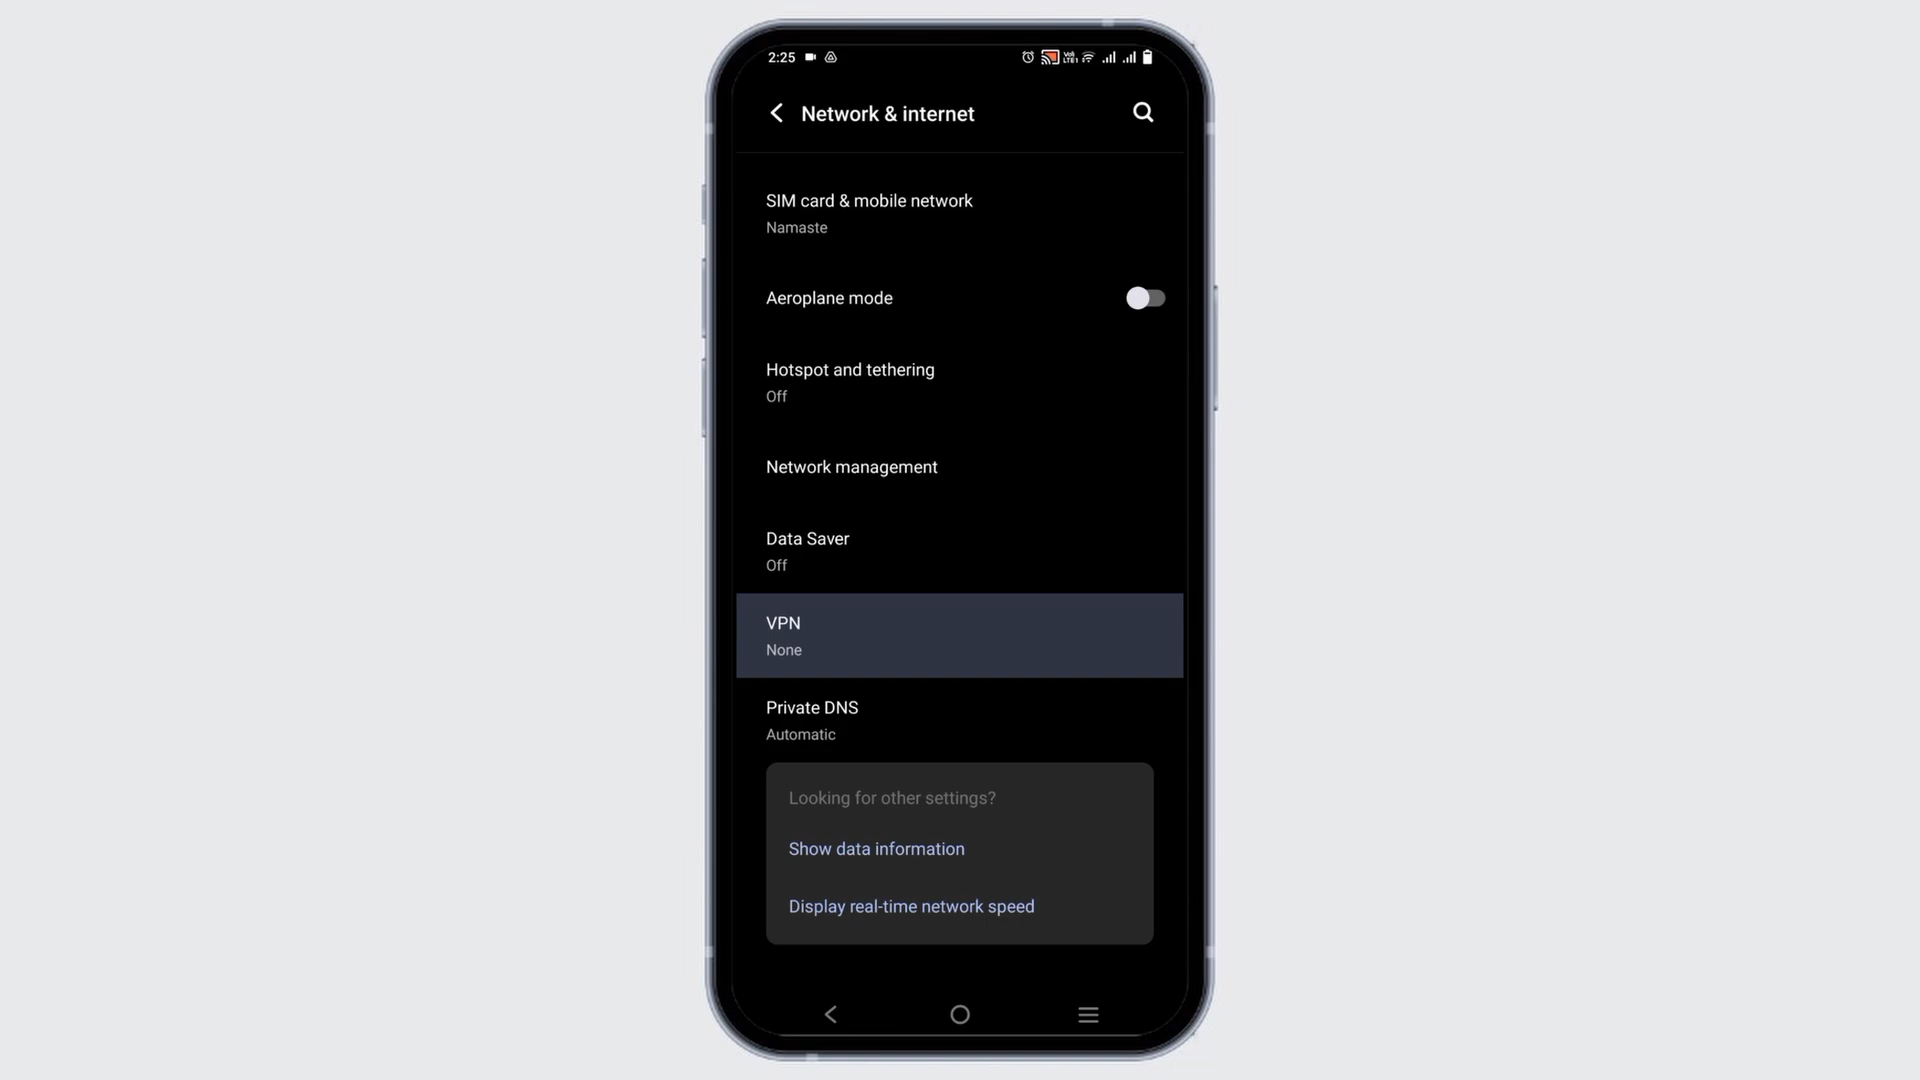 2:25
Network & internet
SIM card & mobile network
Namaste
Aeroplane mode
Hotspot and tethering
Off
Network management
Data Saver
Off
VPN
None
Private DNS
Automatic
Looking for other settings?
Show data information
Display real-time network speed